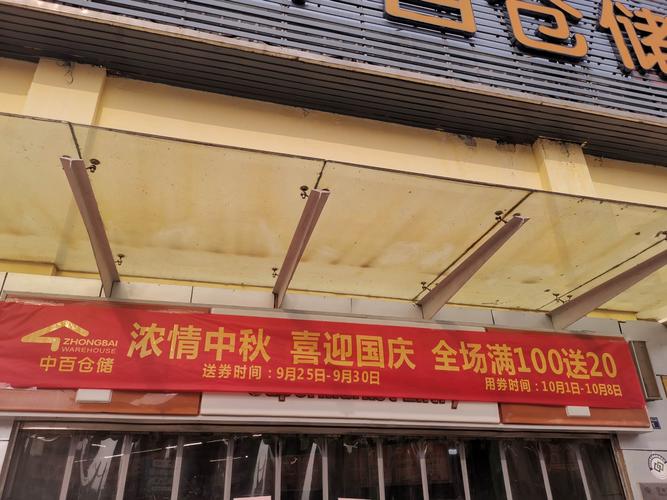 百仓储
ZHONGBAI
WAREHOUSE
中百仓储
浓情中秋 喜迎国庆 全场满100送20
送券时间：9月25日-9月30日
用券时间：10月1日-10月8日